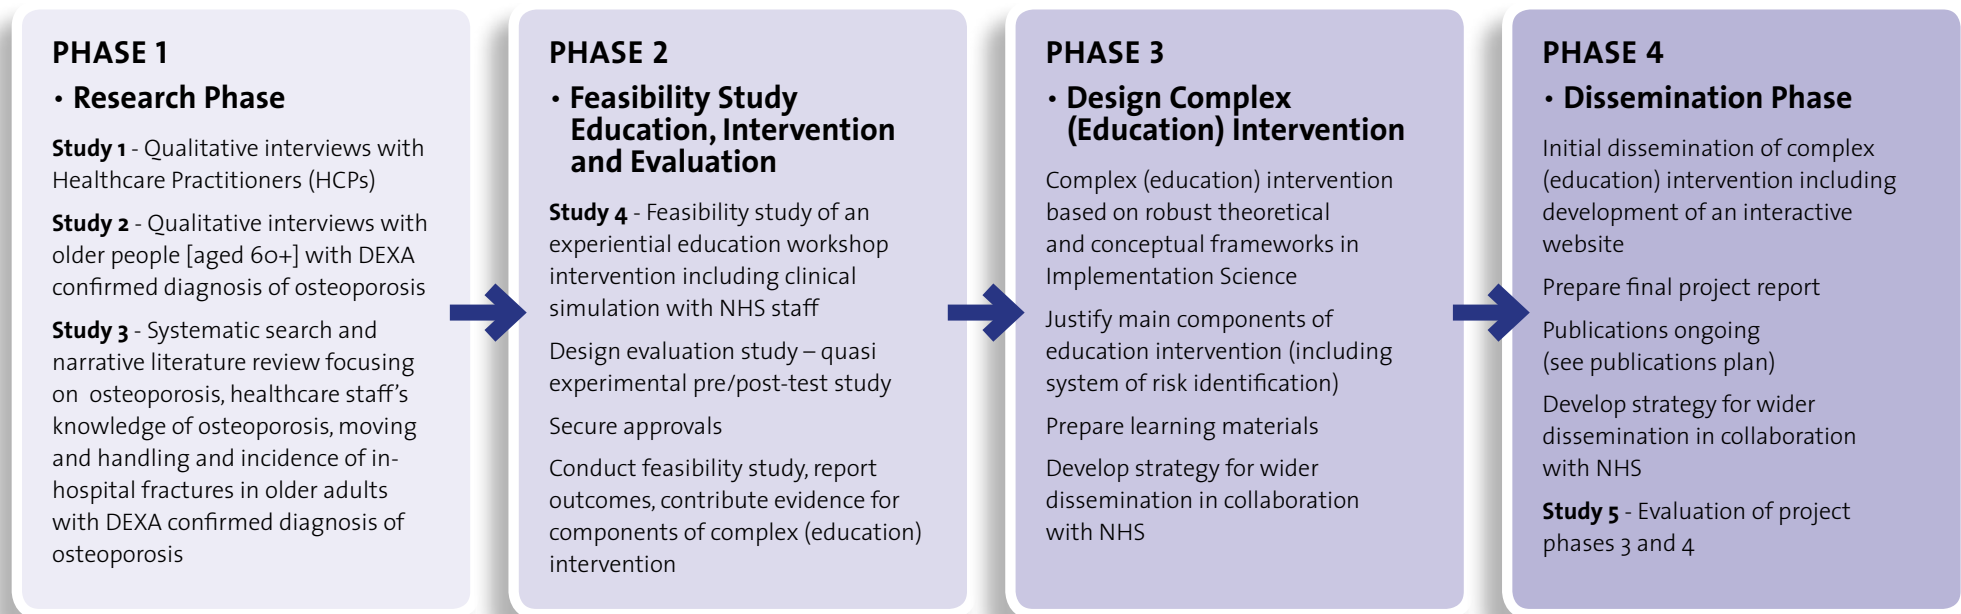 PHASE 1
• Research Phase
Study 1 - Qualitative interviews with
Healthcare Practitioners (HCPs)
Study 2 - Qualitative interviews with
older people [aged 60+] with DEXA
confirmed diagnosis of osteoporosis
Study 3 - Systematic search and
narrative literature review focusing
on osteoporosis, healthcare staff's
knowledge of osteoporosis, moving
and handling and incidence of in-
hospital fractures in older adults
with DEXA confirmed diagnosis of
osteoporosis
PHASE 2
• Feasibility Study
Education, Intervention
and Evaluation
Study 4 - Feasibility study of an
experiential education workshop
intervention including clinical
simulation with NHS staff
Design evaluation study – quasi
experimental pre/post-test study
Secure approvals
Conduct feasibility study, report
outcomes, contribute evidence for
components of complex (education)
intervention
PHASE 3
• Design Complex
(Education) Intervention
Complex (education) intervention
based on robust theoretical
and conceptual frameworks in
Implementation Science
Justify main components of
education intervention (including
system of risk identification)
Prepare learning materials
Develop strategy for wider
dissemination in collaboration
with NHS
PHASE 4
• Dissemination Phase
Initial dissemination of complex
(education) intervention including
development of an interactive
website
Prepare final project report
Publications ongoing
(see publications plan)
Develop strategy for wider
dissemination in collaboration
with NHS
Study 5 - Evaluation of project
phases 3 and 4